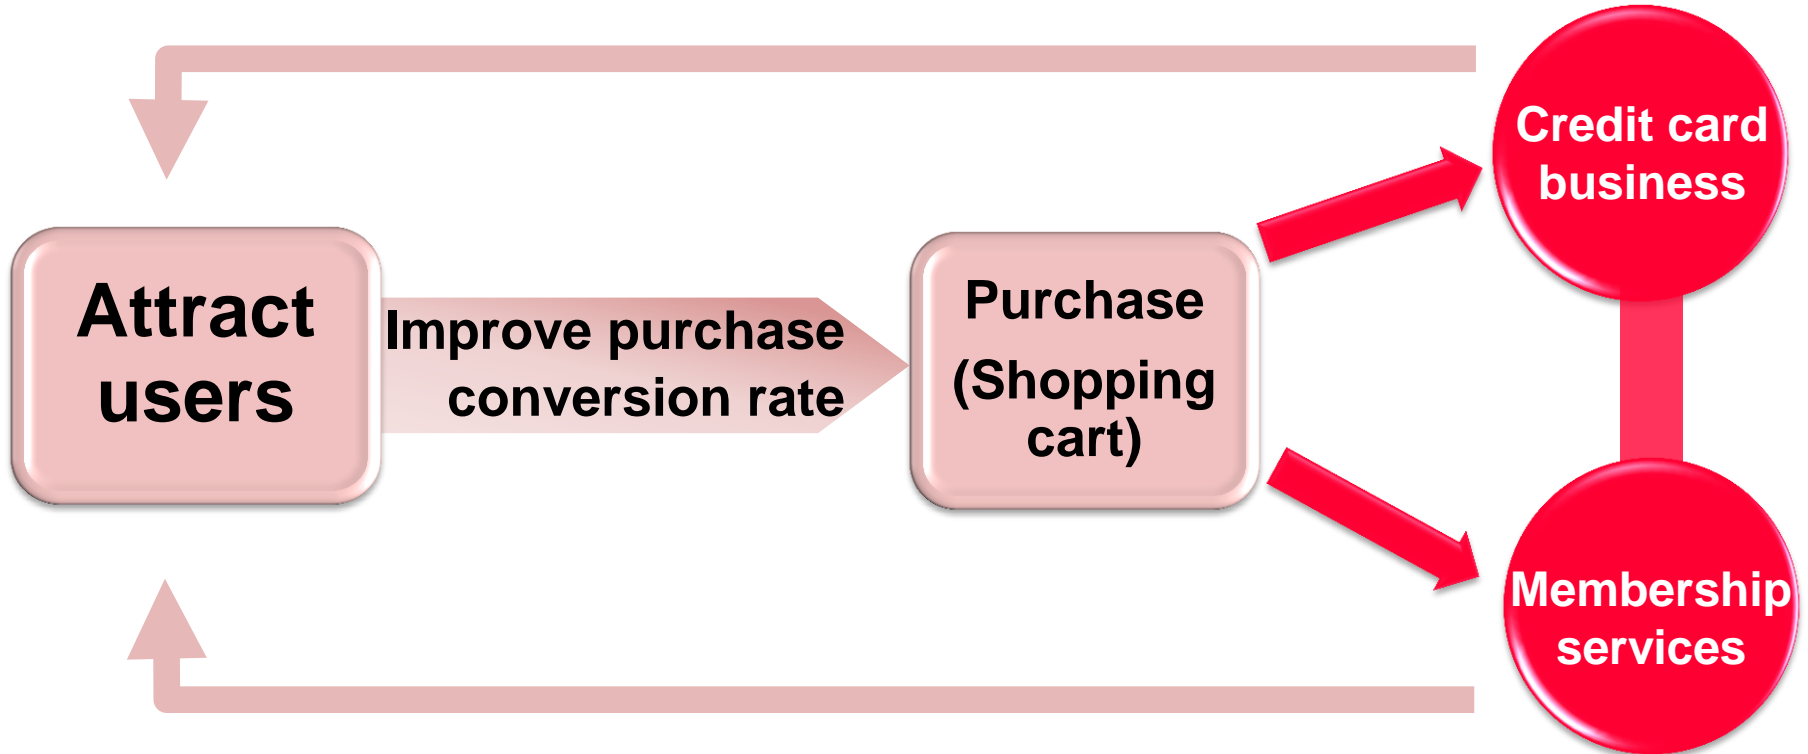 Attract
users
Improve purchase
conversion rate
Purchase
(Shopping
cart)
Credit card
business
Membership
services